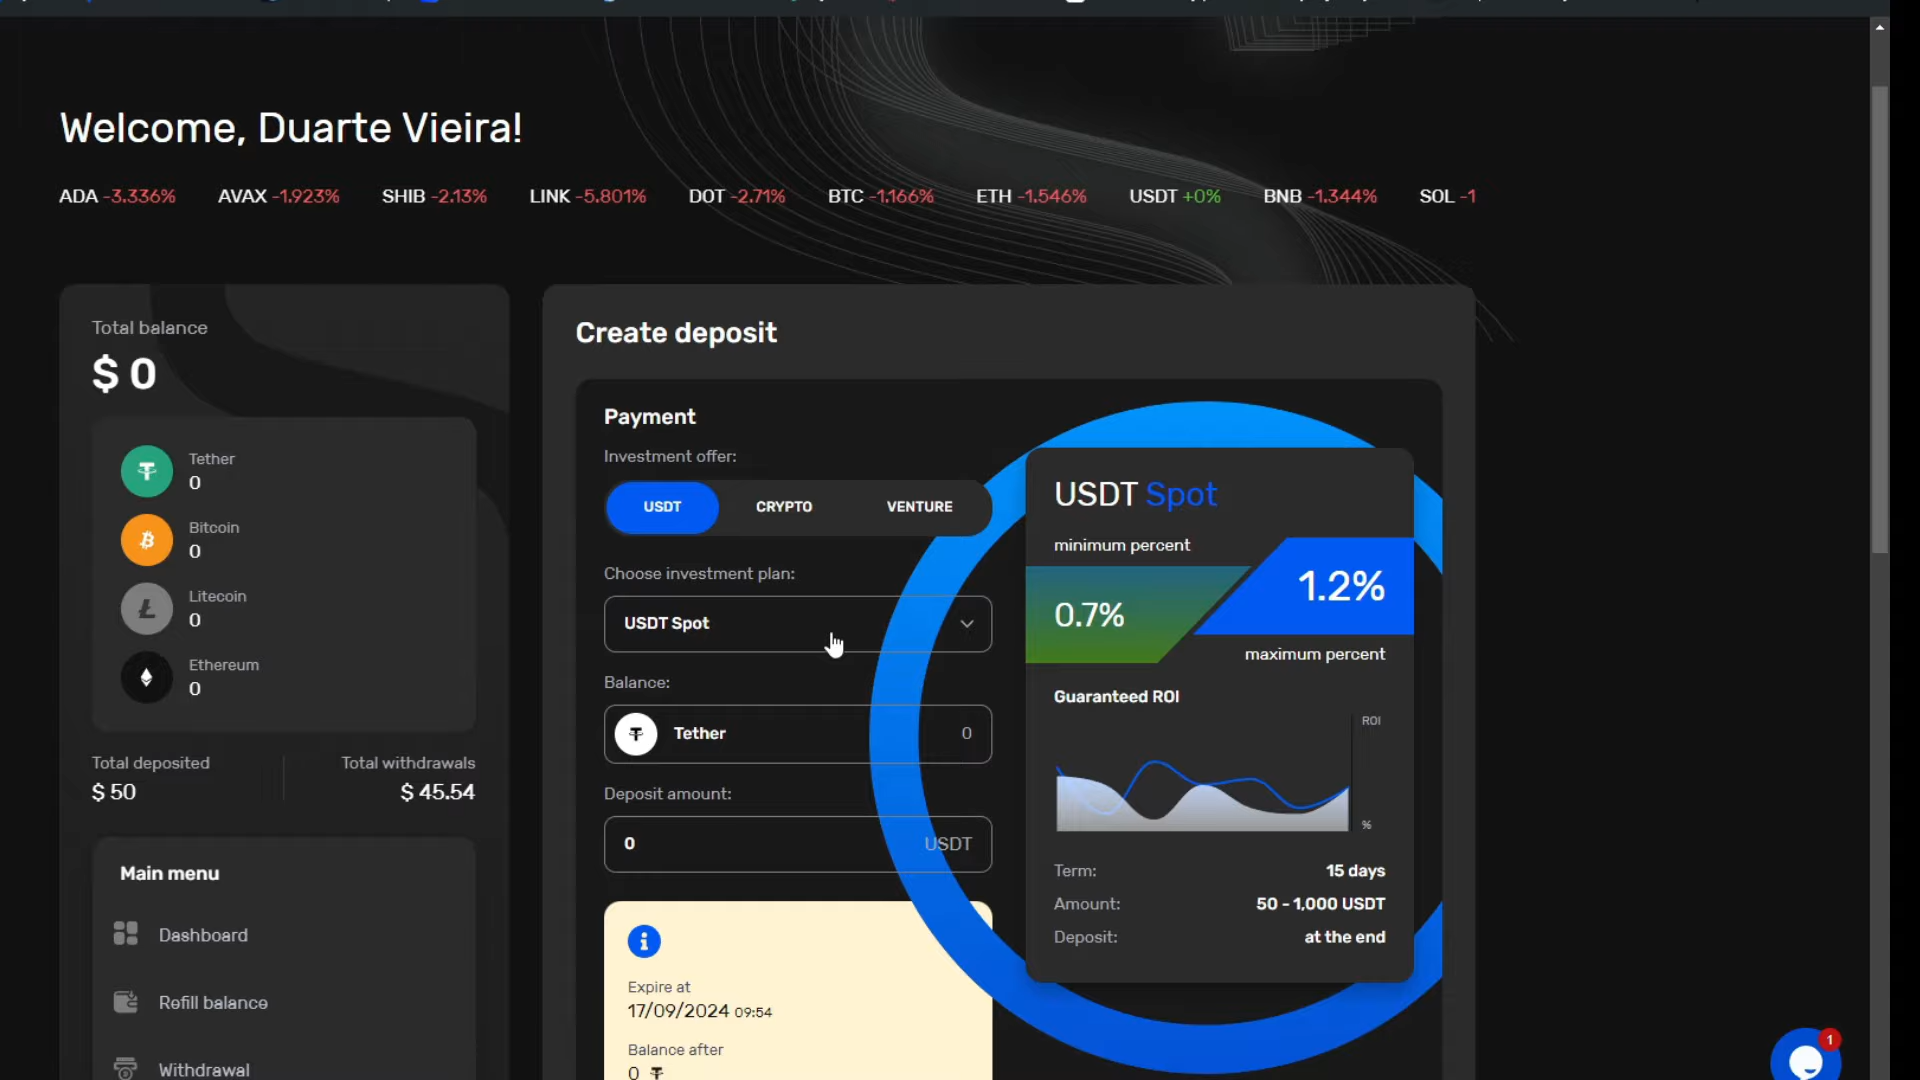 Welcome, Duarte Vieira!
ADA -3.336% AVAX -1.923% SHIB -2.13% LINK -5.801% DOT -2.71% BTC -1.166% ETH -1.546% USDT +0% BNB -1.344% SOL -1
Total balance
$ 0
Tether
0
Bitcoin
0
Litecoin
0
Ethereum
0
Total deposited
$ 50
Total withdrawals
$ 45.54
Main menu
Dashboard
Refill balance
Withdrawal
Create deposit
Payment
Investment offer:
USDT CRYPTO VENTURE
Choose investment plan:
USDT Spot
Balance:
Tether 0
Deposit amount:
0 USDT
Expire at
17/09/2024 09:54
Balance after
0
USDT Spot
minimum percent
0.7%
1.2%
maximum percent
Guaranteed ROI
ROI
%
Term: 15 days
Amount: 50 - 1,000 USDT
Deposit: at the end
1